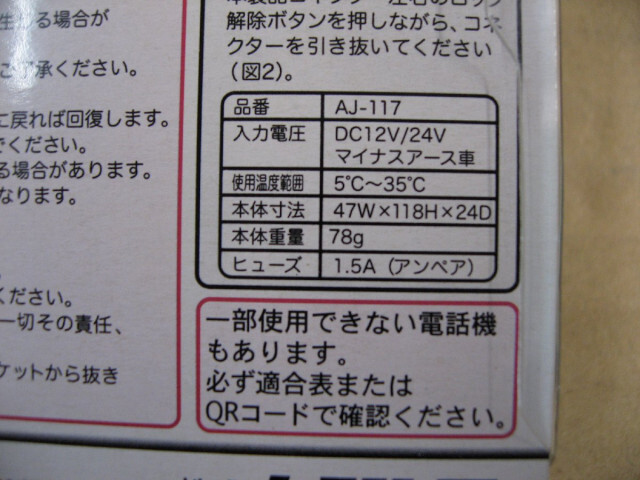 場合が
ください。
に戻れば回復します。
ください。
る場合があります。
なります。
ください。
一切その責任、
ケットから抜き
解除ボタンを押しながら、コネ
クターを引き抜いてください
(図2)。
品番 AJ-117
入力電圧 DC12V/24V
マイナスアース車
使用温度範囲 5℃～35℃
本体寸法 47W×118H×24D
本体重量 78g
ヒューズ 1.5A (アンペア)
一部使用できない電話機
もあります。
必ず適合表または
QRコードで確認ください。